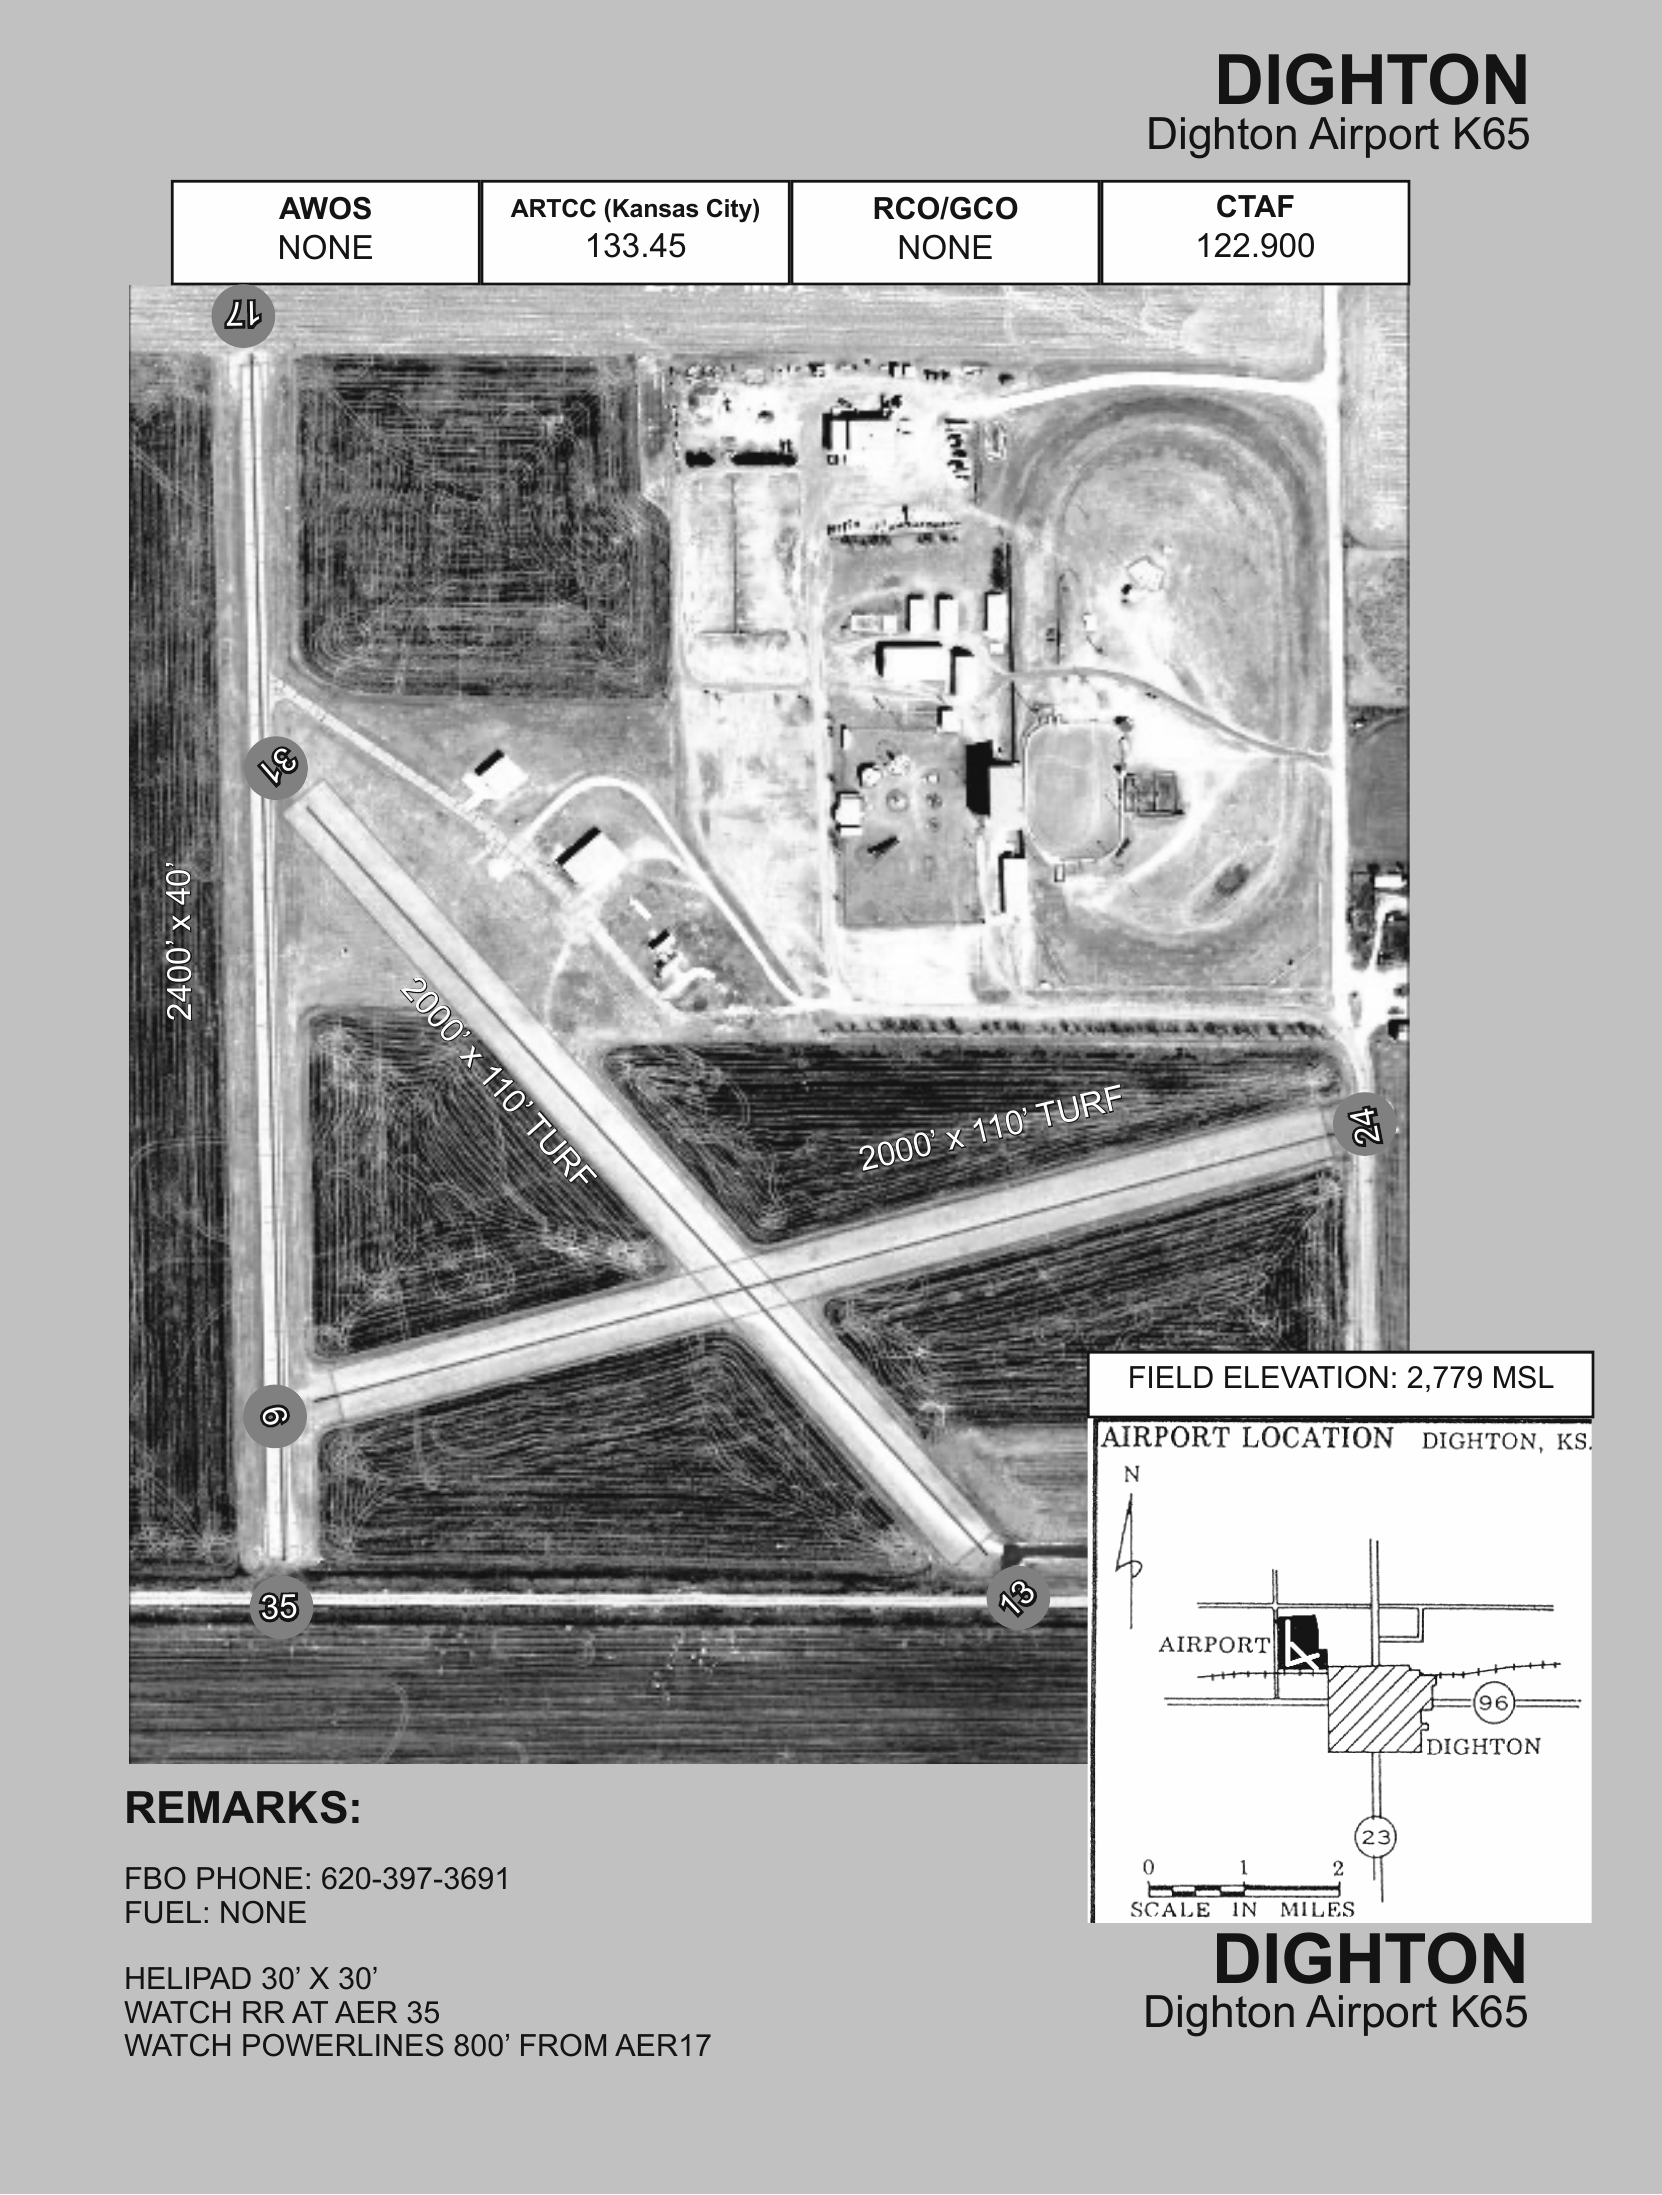 DIGHTON
Dighton Airport K65
AWOS
NONE
ARTCC (Kansas City)
133.45
RCO/GCO
NONE
CTAF
122.900
17
31
2400' x 40'
2000' x 110' TURF
2000' x 110' TURF
24
6
35
13
FIELD ELEVATION: 2,779 MSL
AIRPORT LOCATION DIGHTON, KS.
N
AIRPORT
96
DIGHTON
23
0 1 2
SCALE IN MILES
REMARKS:
FBO PHONE: 620-397-3691
FUEL: NONE
HELIPAD 30' X 30'
WATCH RR AT AER 35
WATCH POWERLINES 800' FROM AER17
DIGHTON
Dighton Airport K65